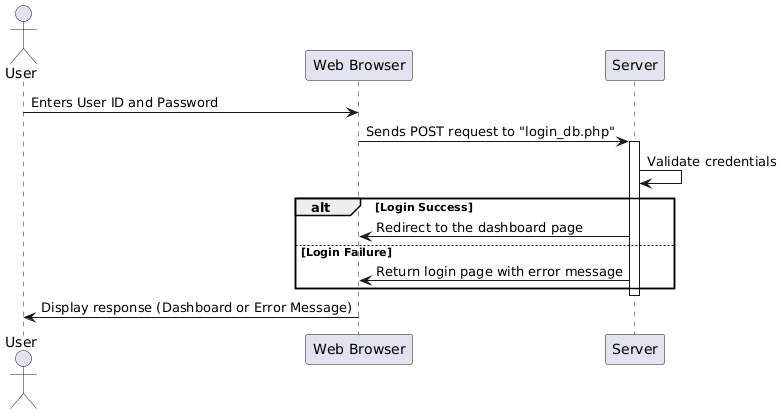 User
Web Browser
Server
Enters User ID and Password
Sends POST request to "login_db.php"
Validate credentials
alt
[Login Success]
Redirect to the dashboard page
[Login Failure]
Return login page with error message
Display response (Dashboard or Error Message)
User
Web Browser
Server